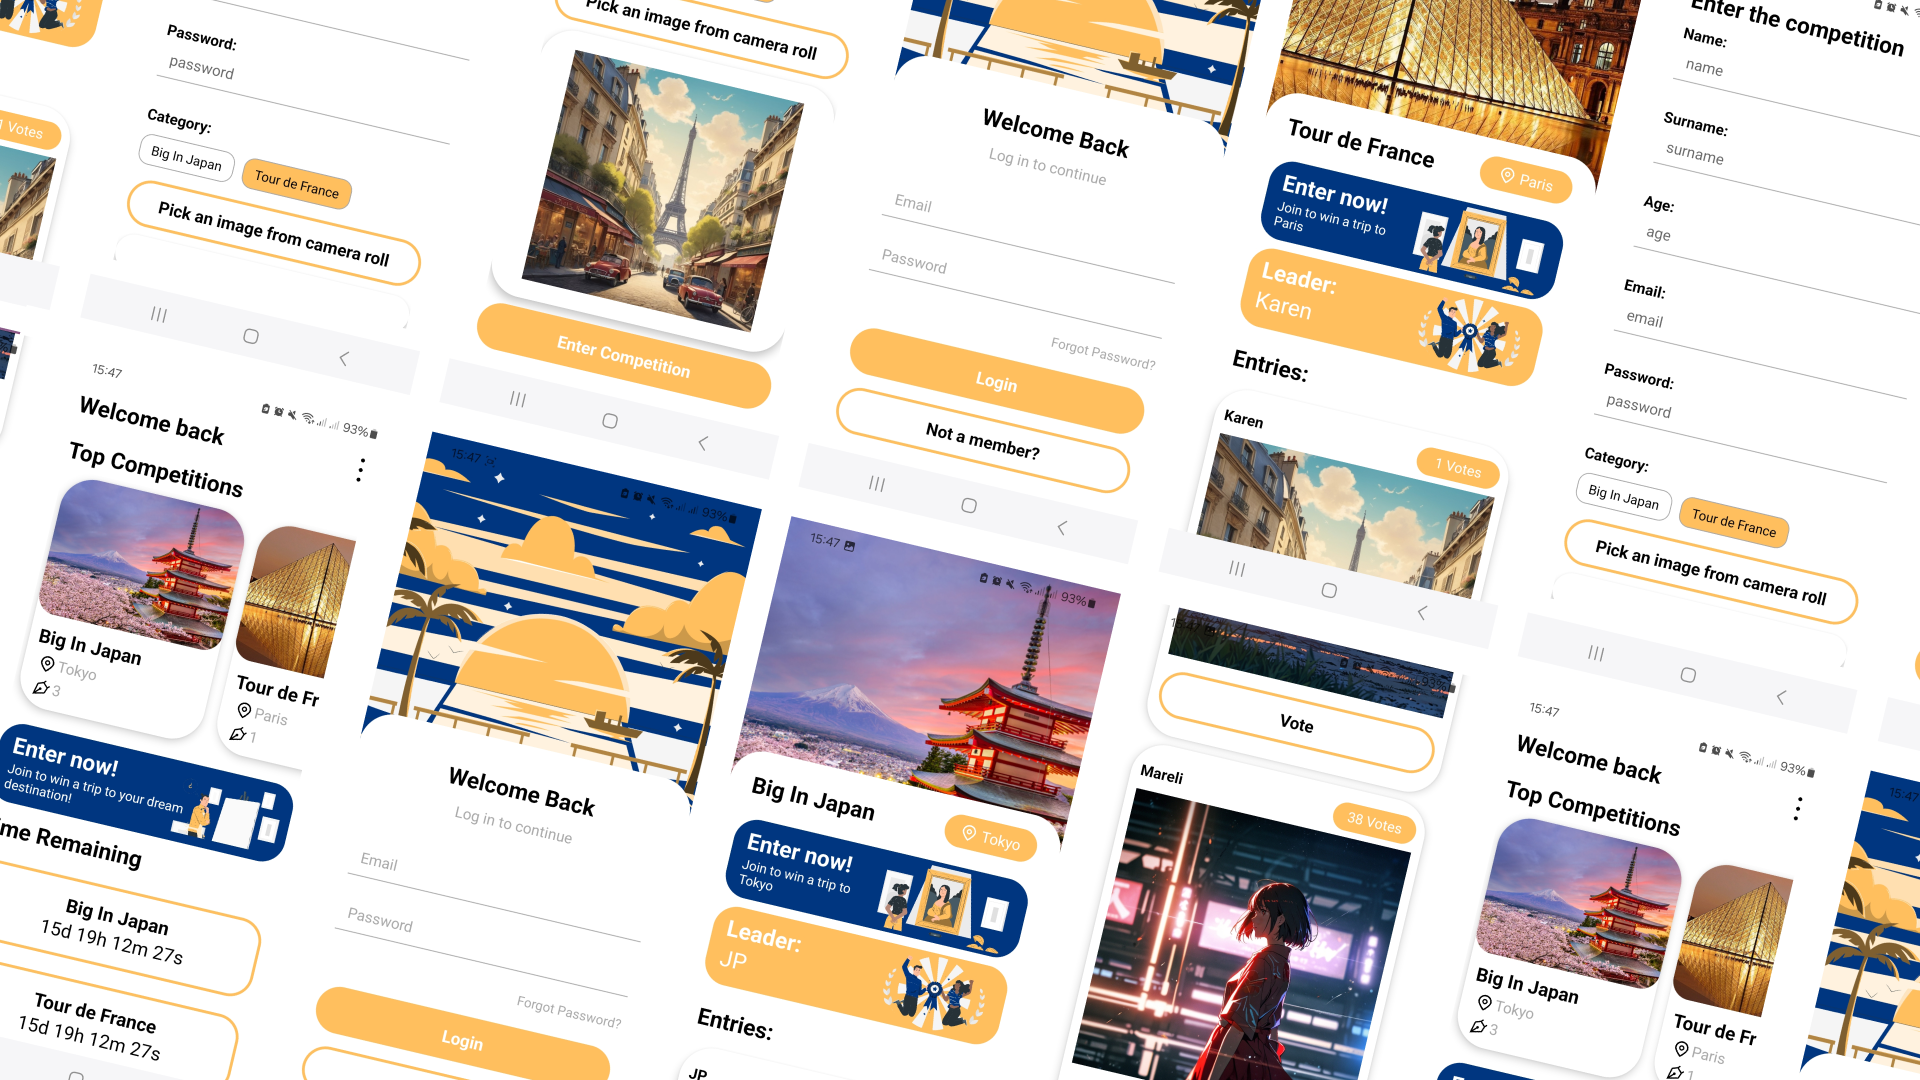 1 Votes
Password:
password
Category:
Big In Japan
Tour de France
Pick an image from camera roll
15:47
93%
Welcome back
Top Competitions
Big In Japan
Tokyo
3
Tour de Fr
Paris
1
Enter now!
Join to win a trip to your dream
destination!
me Remaining
Big In Japan
15d 19h 12m 27s
Tour de France
15d 19h 12m 27s
Pick an image from camera roll
Enter Competition
15:47
93%
Welcome Back
Log in to continue
Email
Password
Forgot Password?
Login
Welcome Back
Log in to continue
Email
Password
Forgot Password?
Login
Not a member?
15:47
93%
Big In Japan
Tokyo
Enter now!
Join to win a trip to
Tokyo
Leader:
JP
Entries:
JP
Tour de France
Paris
Enter now!
Join to win a trip to
Paris
Leader:
Karen
Entries:
Karen
1 Votes
93%
Vote
Mareli
38 Votes
Enter the competition
Name:
name
Surname:
surname
Age:
age
Email:
email
Password:
password
Category:
Big In Japan
Tour de France
Pick an image from camera roll
15:47
93%
Welcome back
Top Competitions
Big In Japan
Tokyo
3
Tour de Fr
Paris
1
15:47